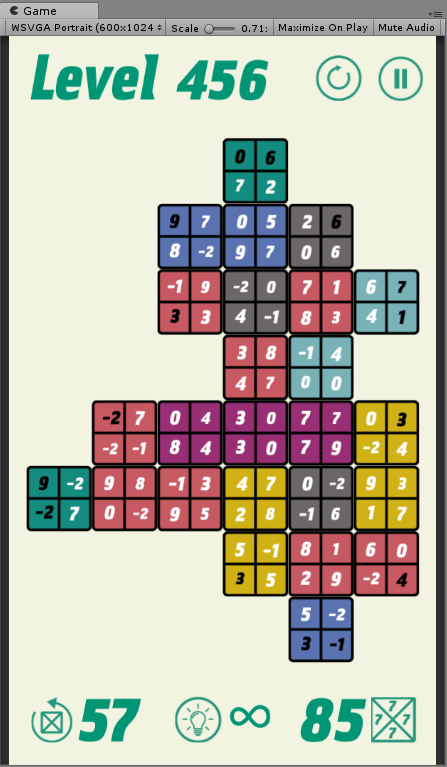 Game
WSVGA Portrait (600x1024 Scale 0.71: Maximize On Play Mute Audio
Level 456
0 6
7 2
9 7 0 5 2 6
8 -2 9 7 0 6
-1 9 -2 0 7 1 6 7
3 3 4 -1 8 3 4 1
3 8 -1 4
4 7 0 0
-2 7 0 4 3 0 7 7 0 3
-2 -1 8 4 3 0 7 9 -2 4
9 -2 9 8 -1 3 4 7 0 -2 9 3
-2 7 0 -2 9 5 2 8 -1 6 1 7
5 -1 8 1 6 0
3 5 2 9 -2 4
5 -2
3 -1
57 ∞ 85 7 7 7 7